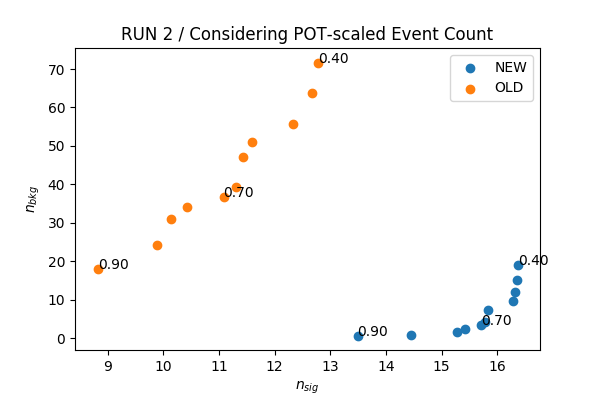 RUN 2 / Considering POT-scaled Event Count
NEW
OLD
0.40
0.70
0.90
0.40
0.70
0.90
70
60
50
40
30
20
10
0
n_bkg
9 10 11 12 13 14 15 16
n_sig